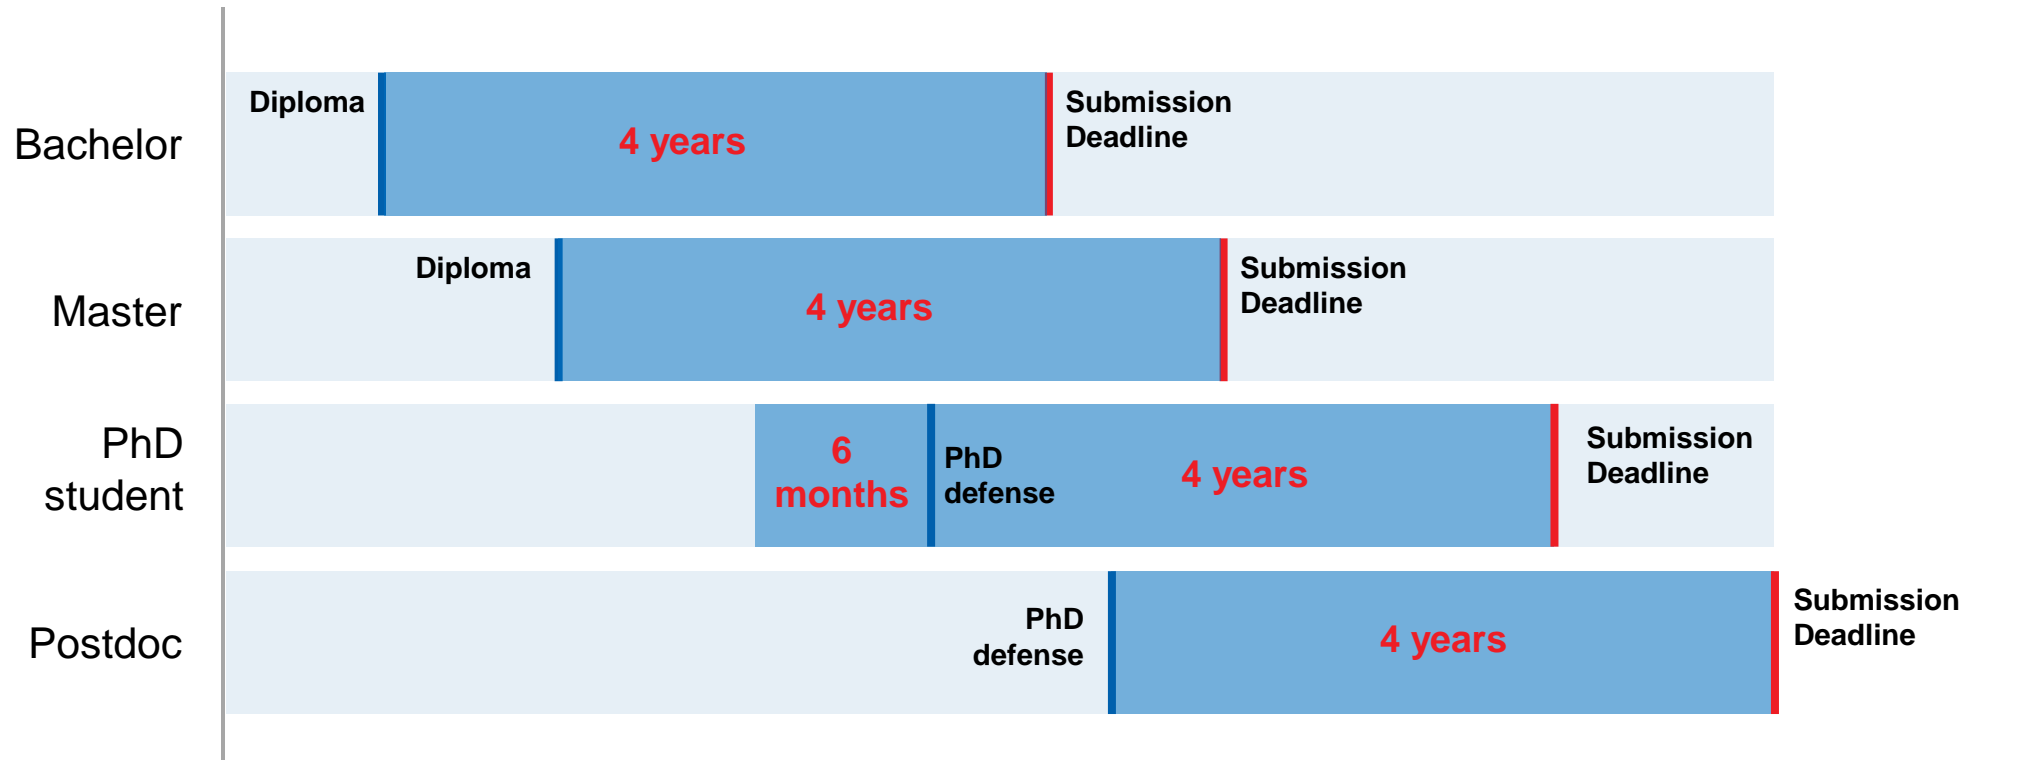 Bachelor
Diploma
4 years
Submission
Deadline
Master
Diploma
4 years
Submission
Deadline
PhD
student
6
months
PhD
defense
4 years
Submission
Deadline
Postdoc
PhD
defense
4 years
Submission
Deadline